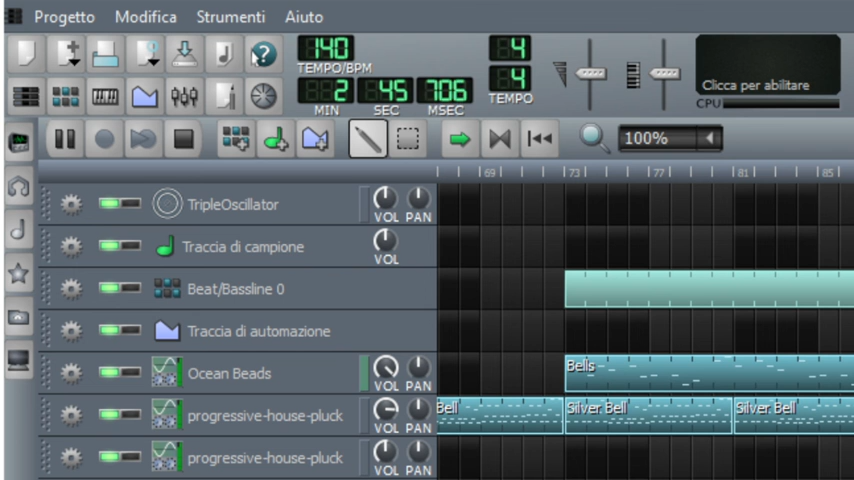 Progetto Modifica Strumenti Aiuto
140
TEMPO/BPM
4
4
TEMPO
2 45 706
MIN SEC MSEC
Clicca per abilitare
CPU
100%
69 73 77 81 85
TripleOscillator VOL PAN
Traccia di campione VOL
Beat/Bassline 0
Traccia di automazione
Ocean Beads VOL PAN Bells
progressive-house-pluck VOL PAN Bell Silver Bell Silver Bell
progressive-house-pluck VOL PAN